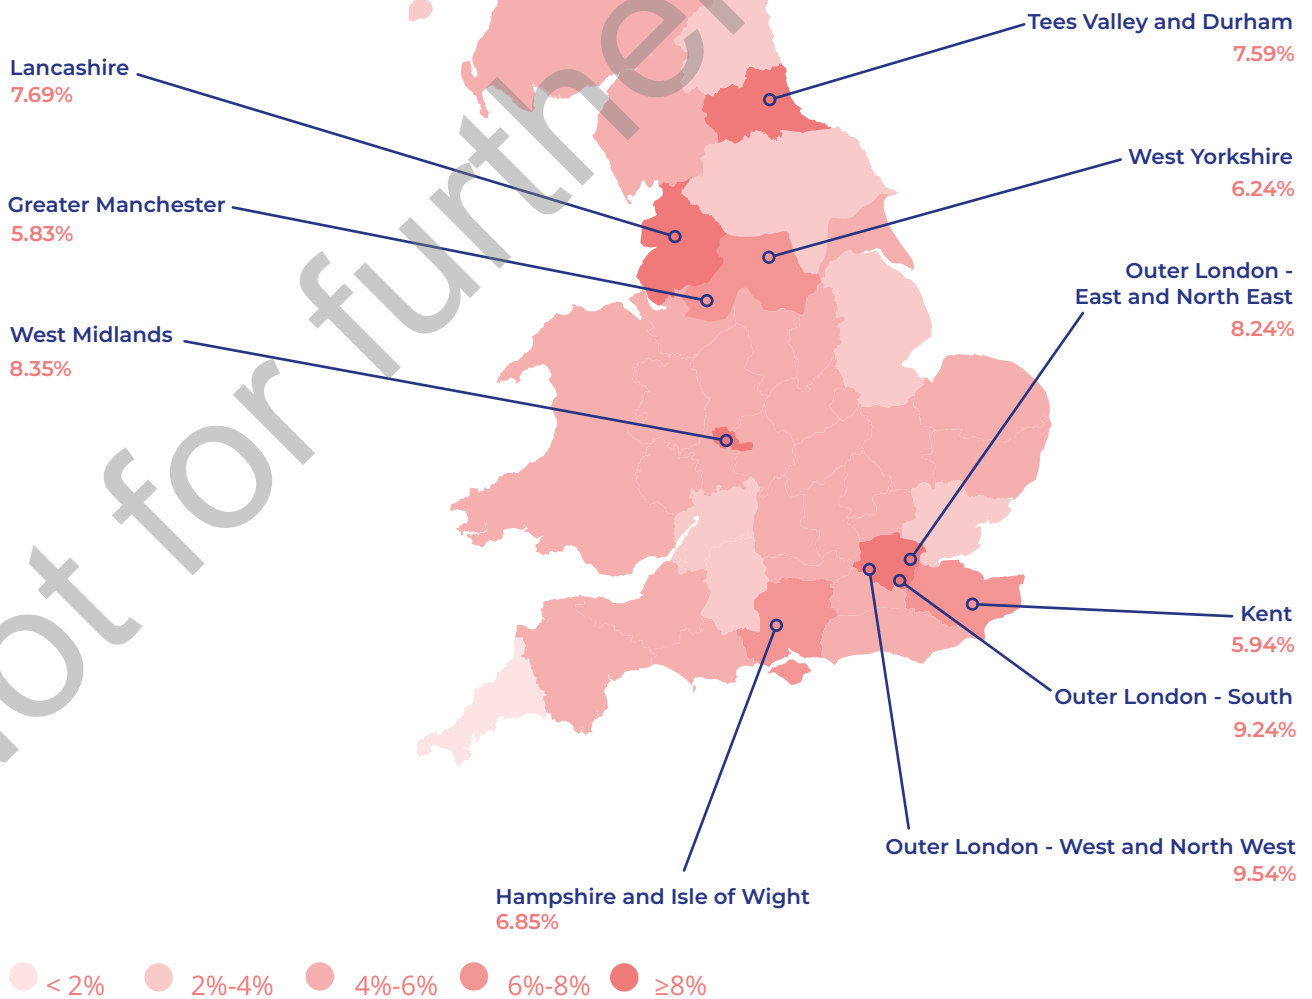 Tees Valley and Durham
7.59%
Lancashire
7.69%
West Yorkshire
6.24%
Greater Manchester
5.83%
Outer London -
East and North East
8.24%
West Midlands
8.35%
Kent
5.94%
Outer London - South
9.24%
Outer London - West and North West
9.54%
Hampshire and Isle of Wight
6.85%
< 2%
2%-4%
4%-6%
6%-8%
≥8%
not for further